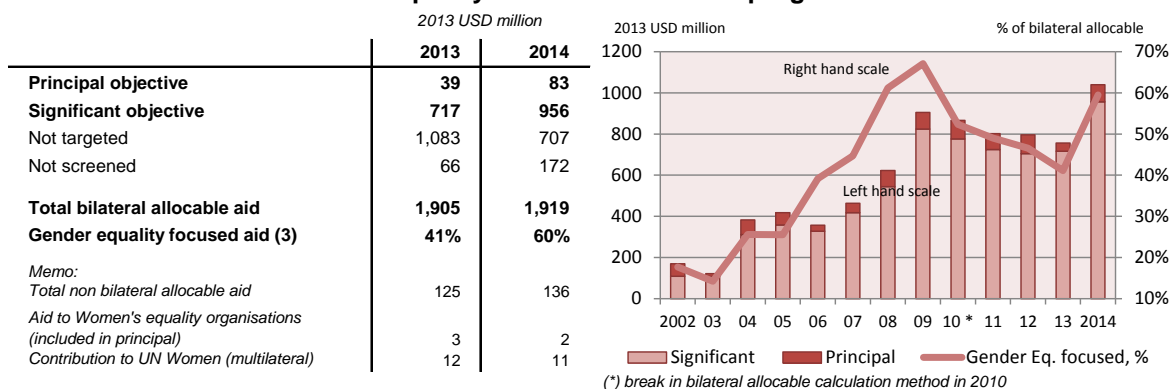 2013 USD million
2013 2014
Principal objective 39 83
Significant objective 717 956
Not targeted 1,083 707
Not screened 66 172
Total bilateral allocable aid 1,905 1,919
Gender equality focused aid (3) 41% 60%
Memo:
Total non bilateral allocable aid 125 136
Aid to Women's equality organisations
(included in principal) 3 2
Contribution to UN Women (multilateral) 12 11
2013 USD million % of bilateral allocable
1200 70%
1000 60%
800 50%
600 40%
400 30%
200 20%
0 10%
Right hand scale
Left hand scale
2002 03 04 05 06 07 08 09 10 * 11 12 13 2014
Significant Principal Gender Eq. focused, %
(*) break in bilateral allocable calculation method in 2010